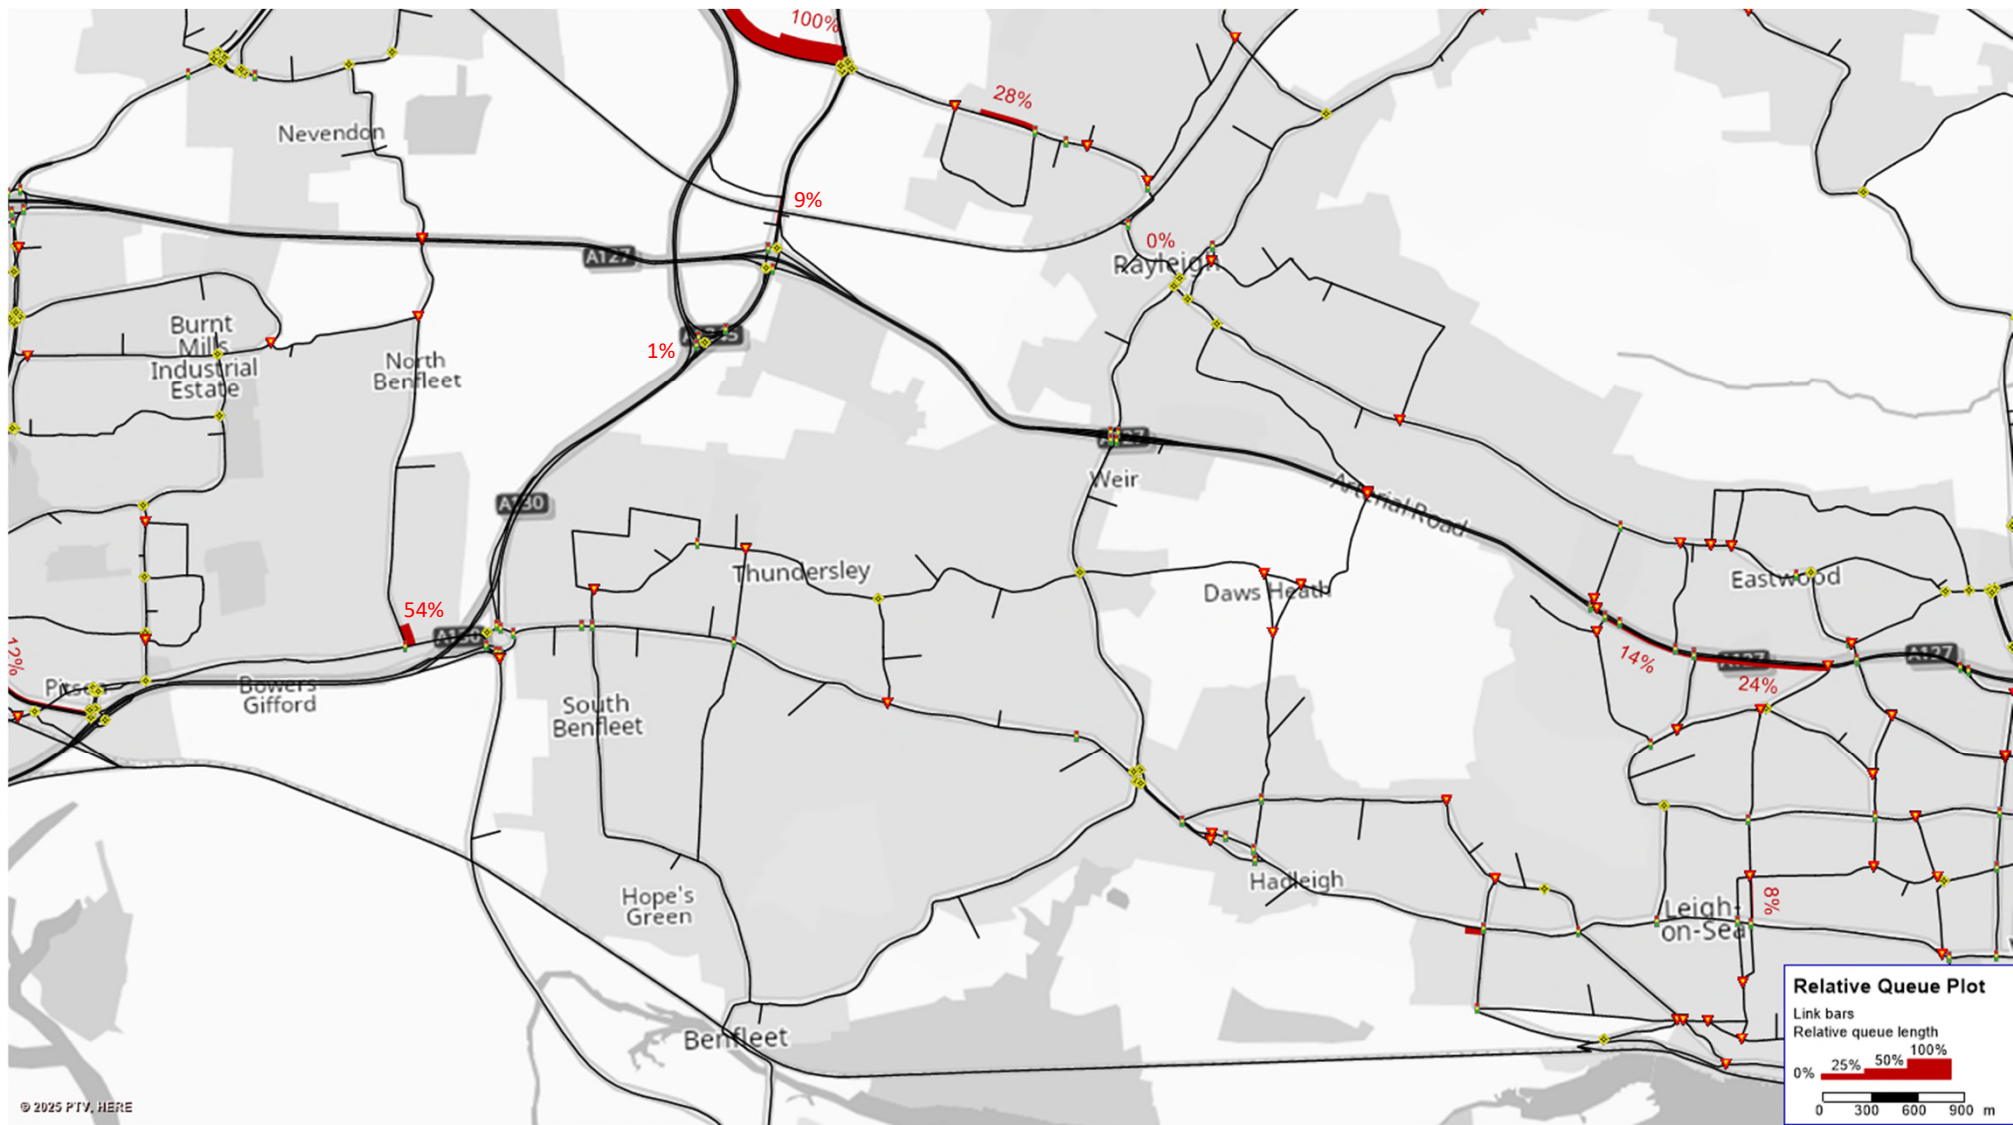 100%
28%
Nevendon
9%
A127
0%
Rayleigh
Burnt
Mills
Industrial
Estate
1%
North
Benfleet
A127
Weir
Arterial Road
A130
Thundersley
Daws Heath
Eastwood
54%
A130
12%
Pitsea
Bowers
Gifford
14%
A127
A127
24%
South
Benfleet
Hadleigh
Hope's
Green
8%
Leigh-
on-Sea
Benfleet
Relative Queue Plot
Link bars
Relative queue length
0% 25% 50% 100%
0 300 600 900 m
© 2025 PTV, HERE